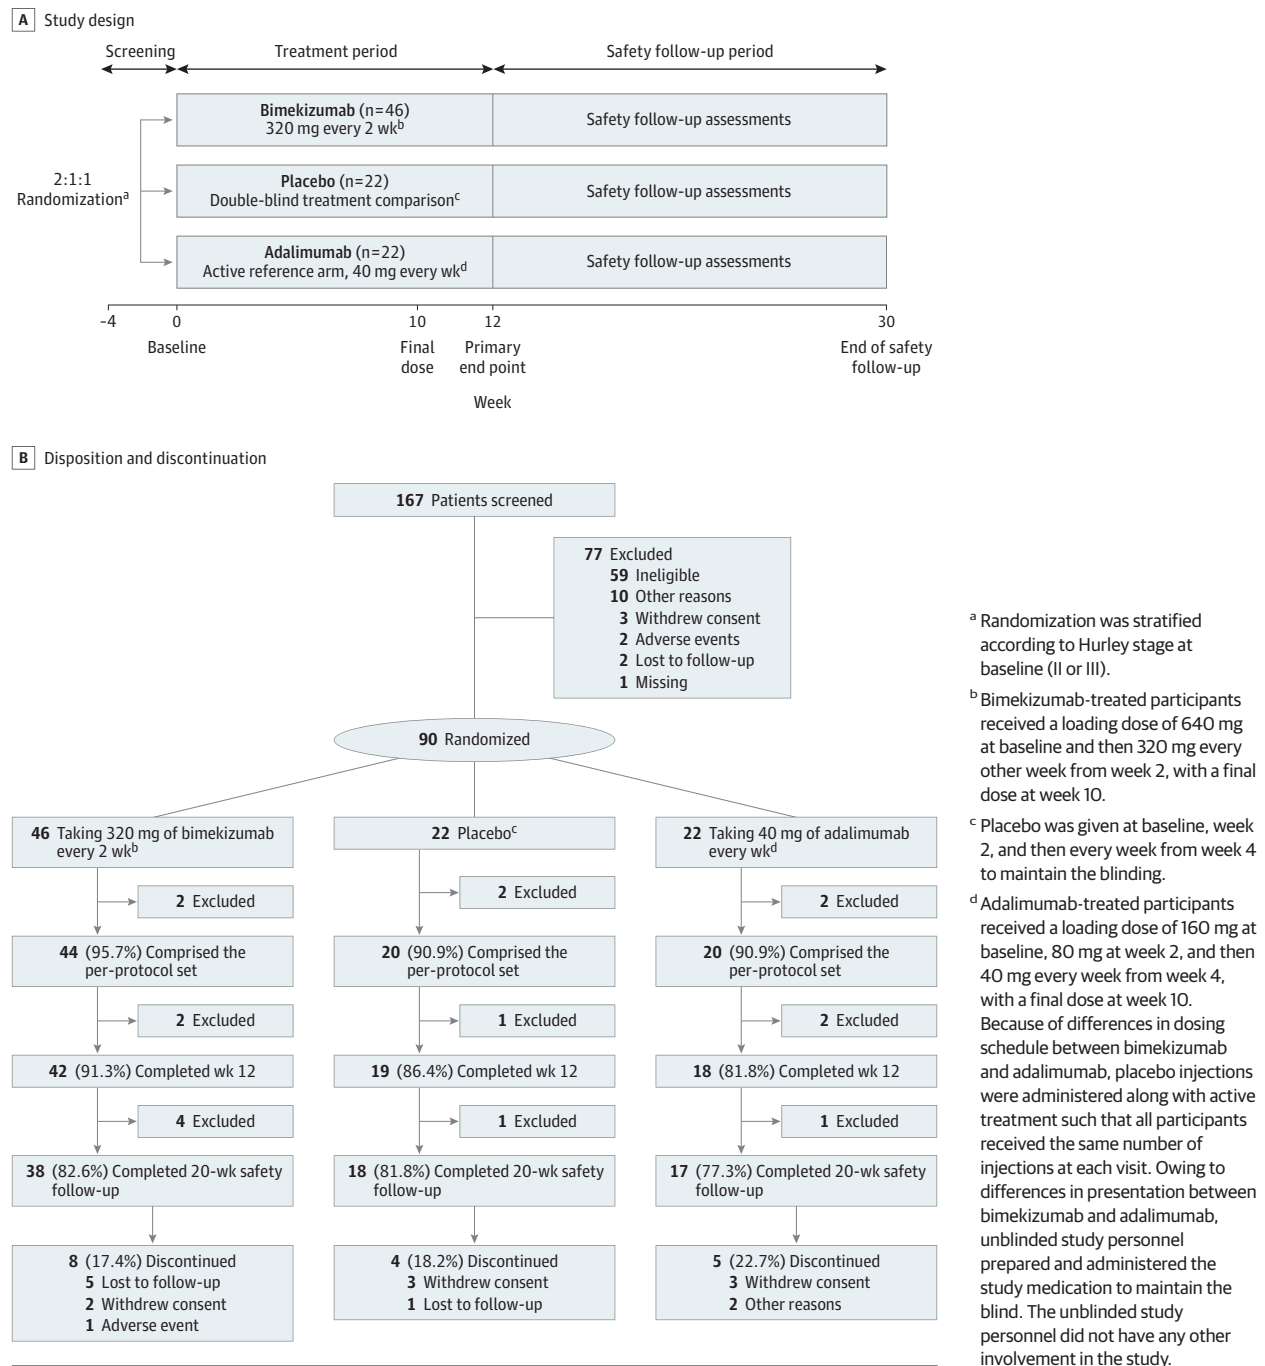 A Study design
Screening
Treatment period
Safety follow-up period
2:1:1
Randomizationa
Bimekizumab (n=46)
320 mg every 2 wkb
Safety follow-up assessments
Placebo (n=22)
Double-blind treatment comparisonc
Safety follow-up assessments
Adalimumab (n=22)
Active reference arm, 40 mg every wkd
Safety follow-up assessments
-4 0 10 12 30
Baseline
Final
dose
Primary
end point
End of safety
follow-up
Week
B Disposition and discontinuation
167 Patients screened
77 Excluded
59 Ineligible
10 Other reasons
3 Withdrew consent
2 Adverse events
2 Lost to follow-up
1 Missing
90 Randomized
46 Taking 320 mg of bimekizumab
every 2 wkb
2 Excluded
44 (95.7%) Comprised the
per-protocol set
2 Excluded
42 (91.3%) Completed wk 12
4 Excluded
38 (82.6%) Completed 20-wk safety
follow-up
8 (17.4%) Discontinued
5 Lost to follow-up
2 Withdrew consent
1 Adverse event
22 Placeboc
2 Excluded
20 (90.9%) Comprised the
per-protocol set
1 Excluded
19 (86.4%) Completed wk 12
1 Excluded
18 (81.8%) Completed 20-wk safety
follow-up
4 (18.2%) Discontinued
3 Withdrew consent
1 Lost to follow-up
22 Taking 40 mg of adalimumab
every wkd
2 Excluded
20 (90.9%) Comprised the
per-protocol set
2 Excluded
18 (81.8%) Completed wk 12
1 Excluded
17 (77.3%) Completed 20-wk safety
follow-up
5 (22.7%) Discontinued
3 Withdrew consent
2 Other reasons
a Randomization was stratified
according to Hurley stage at
baseline (II or III).
b Bimekizumab-treated participants
received a loading dose of 640 mg
at baseline and then 320 mg every
other week from week 2, with a final
dose at week 10.
c Placebo was given at baseline, week
2, and then every week from week 4
to maintain the blinding.
d Adalimumab-treated participants
received a loading dose of 160 mg at
baseline, 80 mg at week 2, and then
40 mg every week from week 4,
with a final dose at week 10.
Because of differences in dosing
schedule between bimekizumab
and adalimumab, placebo injections
were administered along with active
treatment such that all participants
received the same number of
injections at each visit. Owing to
differences in presentation between
bimekizumab and adalimumab,
unblinded study personnel
prepared and administered the
study medication to maintain the
blind. The unblinded study
personnel did not have any other
involvement in the study.